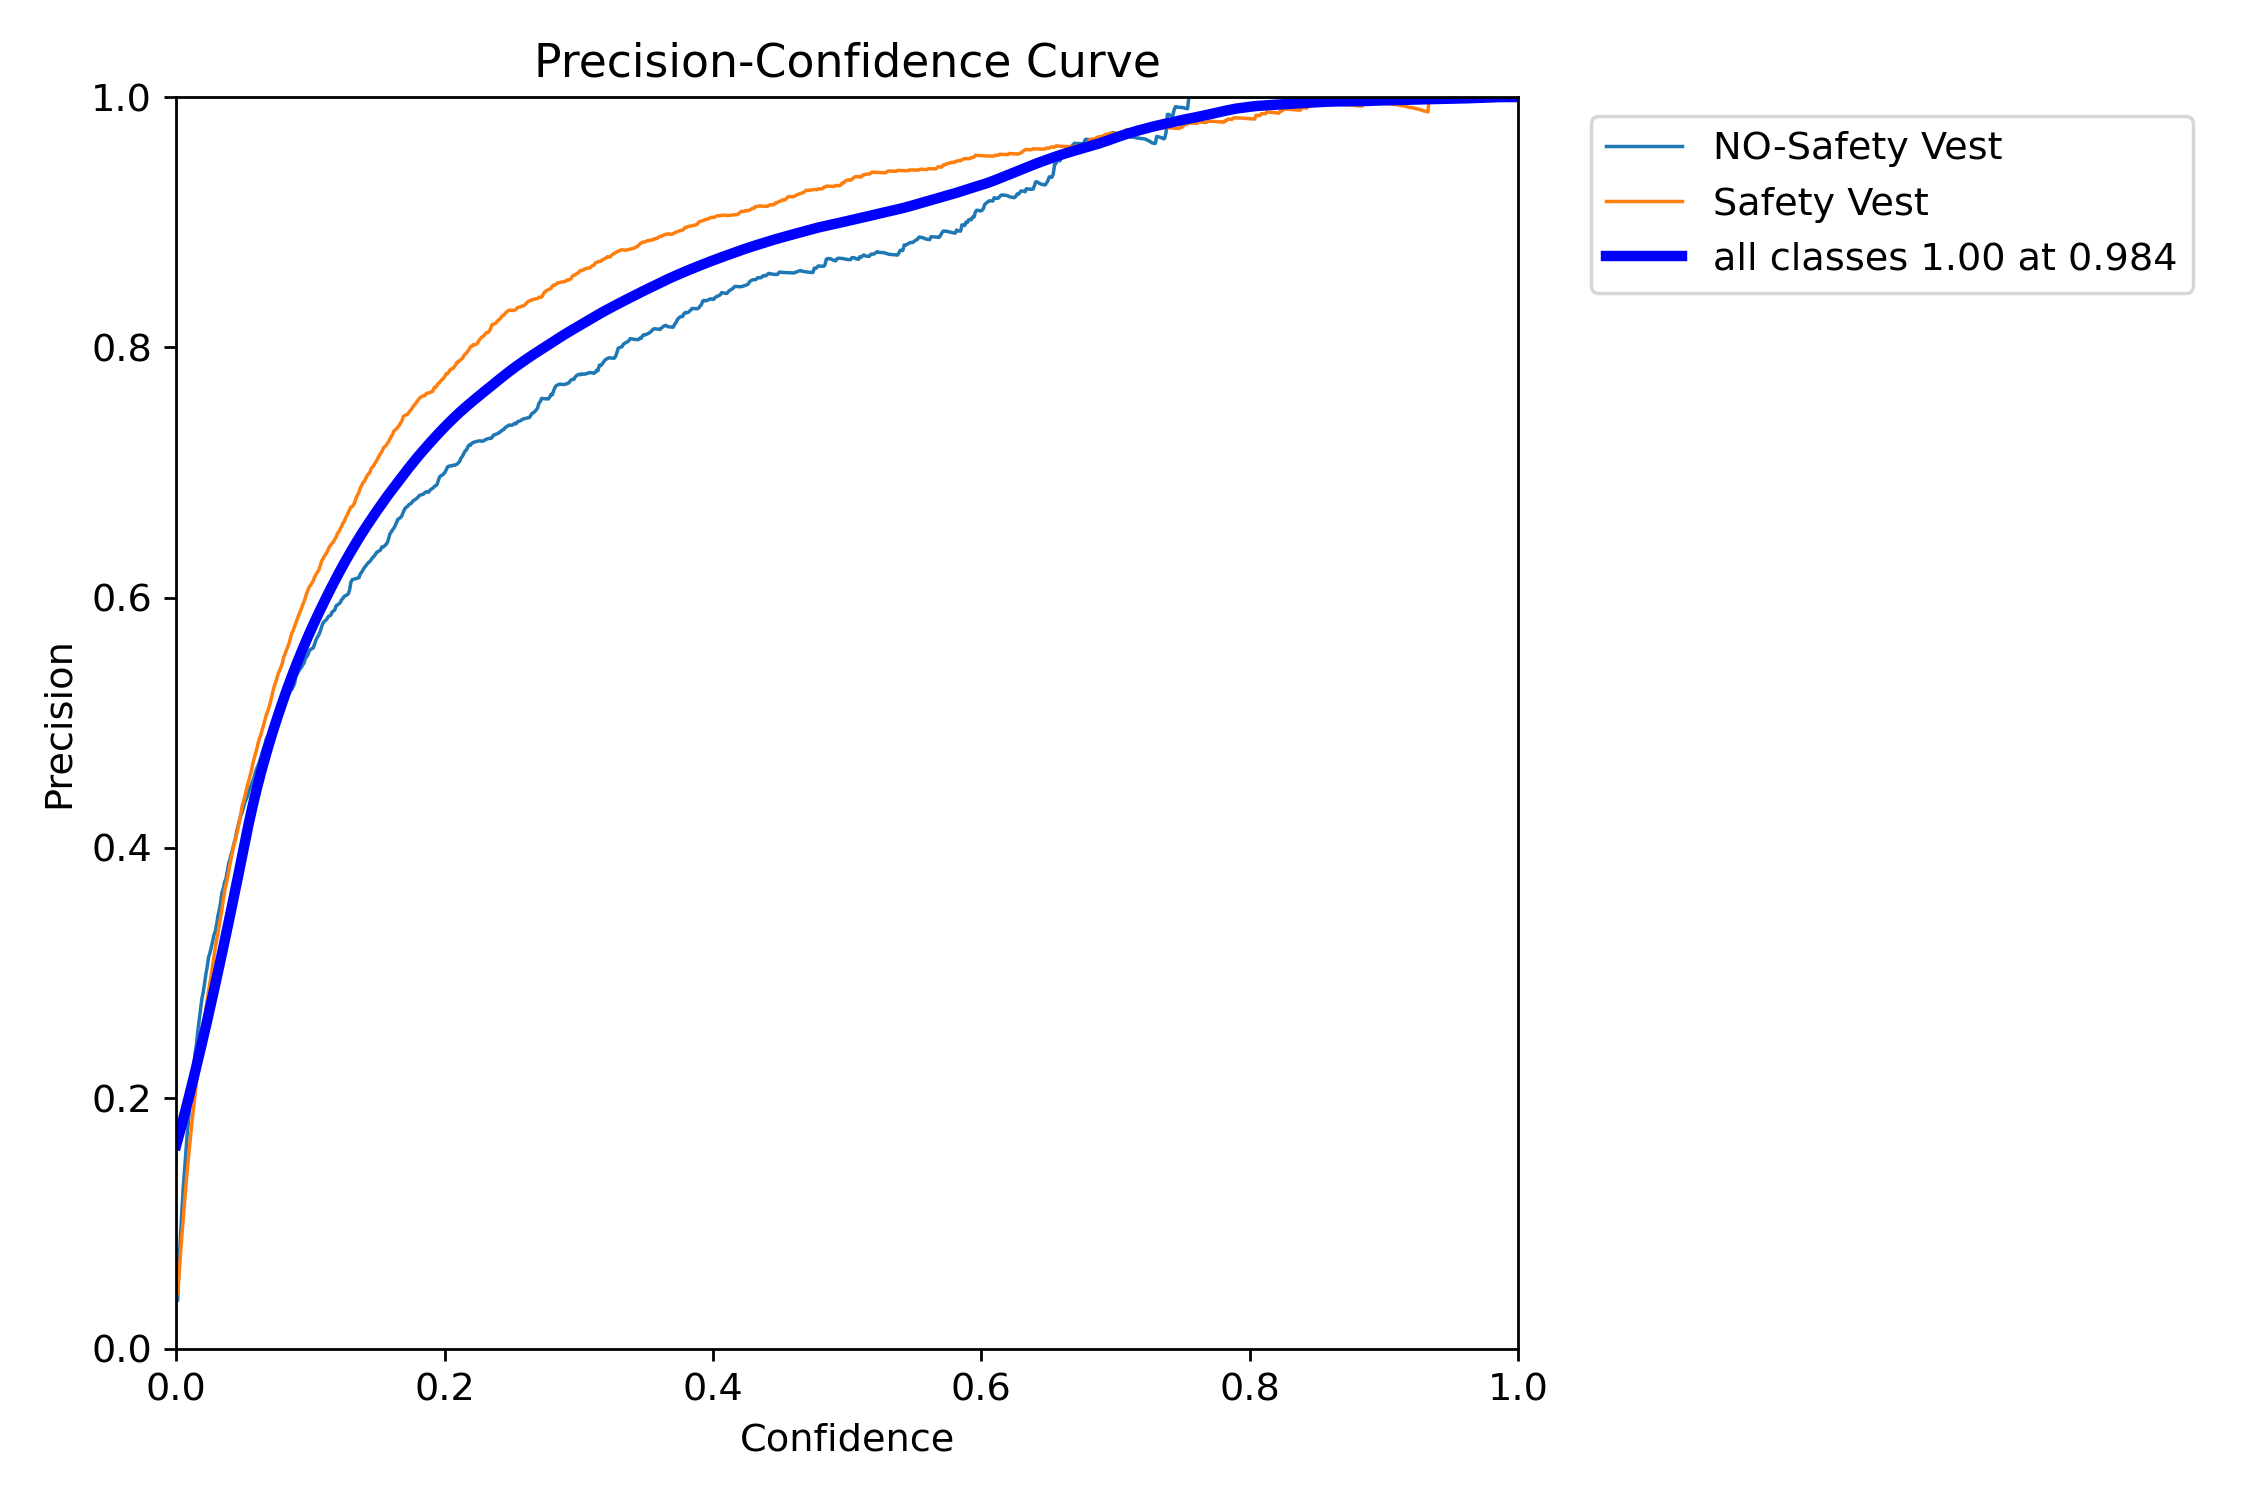 Precision-Confidence Curve
1.0
0.8
0.6
0.4
0.2
0.0
Precision
0.0 0.2 0.4 0.6 0.8 1.0
Confidence
NO-Safety Vest
Safety Vest
all classes 1.00 at 0.984